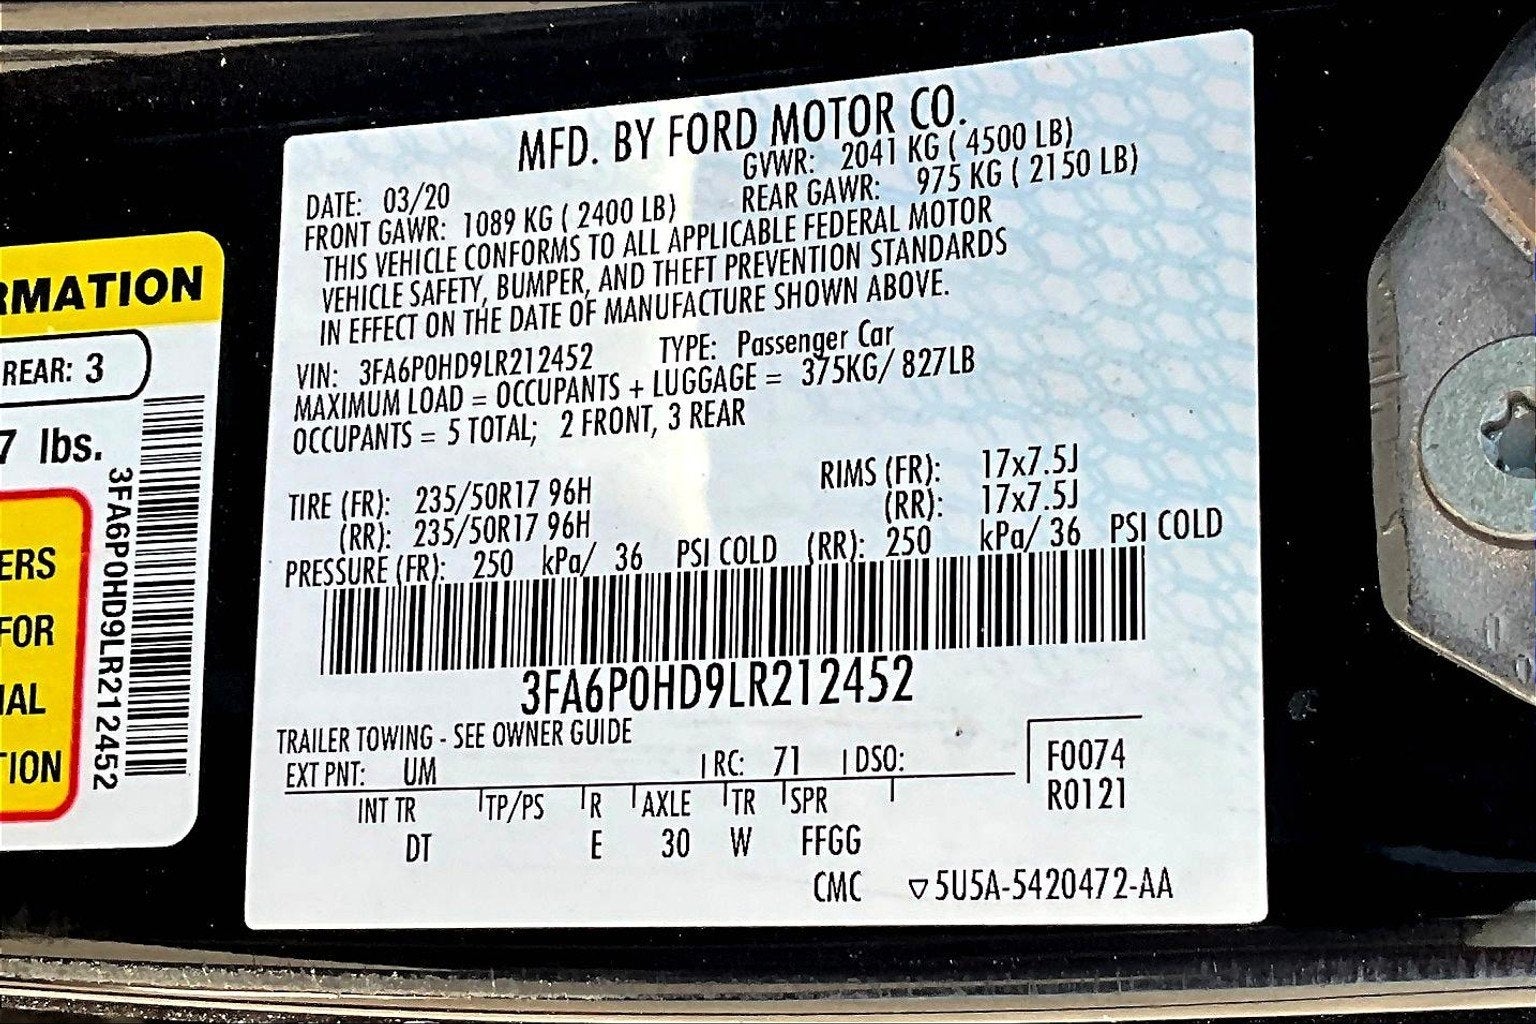 MFD. BY FORD MOTOR CO.
DATE: 03/20 GVWR: 2041 KG ( 4500 LB)
FRONT GAWR: 1089 KG ( 2400 LB) REAR GAWR: 975 KG ( 2150 LB)
THIS VEHICLE CONFORMS TO ALL APPLICABLE FEDERAL MOTOR
VEHICLE SAFETY, BUMPER, AND THEFT PREVENTION STANDARDS
IN EFFECT ON THE DATE OF MANUFACTURE SHOWN ABOVE.
VIN: 3FA6P0HD9LR212452 TYPE: Passenger Car
MAXIMUM LOAD = OCCUPANTS + LUGGAGE = 375KG/ 827LB
OCCUPANTS = 5 TOTAL; 2 FRONT, 3 REAR
TIRE (FR): 235/50R17 96H RIMS (FR): 17x7.5J
(RR): 235/50R17 96H (RR): 17x7.5J
PRESSURE (FR): 250 kPa/ 36 PSI COLD (RR): 250 kPa/ 36 PSI COLD
3FA6P0HD9LR212452
TRAILER TOWING - SEE OWNER GUIDE
EXT PNT: UM RC: 71 DSO: F0074
INT TR TP/PS R AXLE TR SPR R0121
DT E 30 W FFGG
CMC ▽5U5A-5420472-AA
RMATION
REAR: 3
7 lbs.
3FA6P0HD9LR212452
ERS
FOR
IAL
TION